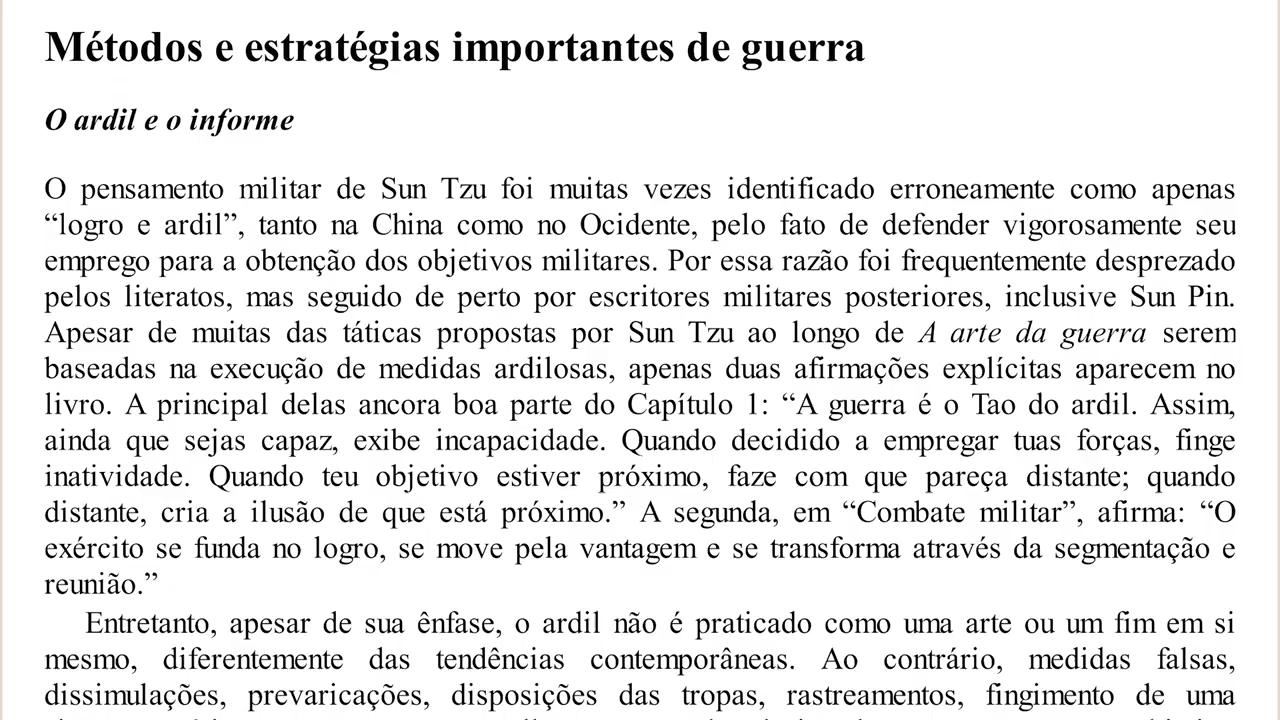 Métodos e estratégias importantes de guerra
O ardil e o informe
O pensamento militar de Sun Tzu foi muitas vezes identificado erroneamente como apenas
“logro e ardil”, tanto na China como no Ocidente, pelo fato de defender vigorosamente seu
emprego para a obtenção dos objetivos militares. Por essa razão foi frequentemente desprezado
pelos literatos, mas seguido de perto por escritores militares posteriores, inclusive Sun Pin.
Apesar de muitas das táticas propostas por Sun Tzu ao longo de A arte da guerra serem
baseadas na execução de medidas ardilosas, apenas duas afirmações explícitas aparecem no
livro. A principal delas ancora boa parte do Capítulo 1: “A guerra é o Tao do ardil. Assim,
ainda que sejas capaz, exibe incapacidade. Quando decidido a empregar tuas forças, finge
inatividade. Quando teu objetivo estiver próximo, faze com que pareça distante; quando
distante, cria a ilusão de que está próximo.” A segunda, em “Combate militar”, afirma: “O
exército se funda no logro, se move pela vantagem e se transforma através da segmentação e
reunião.”
Entretanto, apesar de sua ênfase, o ardil não é praticado como uma arte ou um fim em si
mesmo, diferentemente das tendências contemporâneas. Ao contrário, medidas falsas,
dissimulações, prevaricações, disposições das tropas, rastreamentos, fingimento de uma